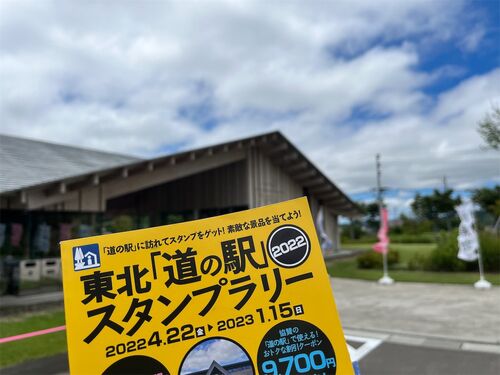 「道の駅」に訪れてスタンプをゲット! 素敵な景品を当てよう!
東北「道の駅」2022
スタンプラリー
2022 4.22金 ▸ 2023 1.15日
協賛の
「道の駅」で使える!
おトクな割引クーポン
9,700円